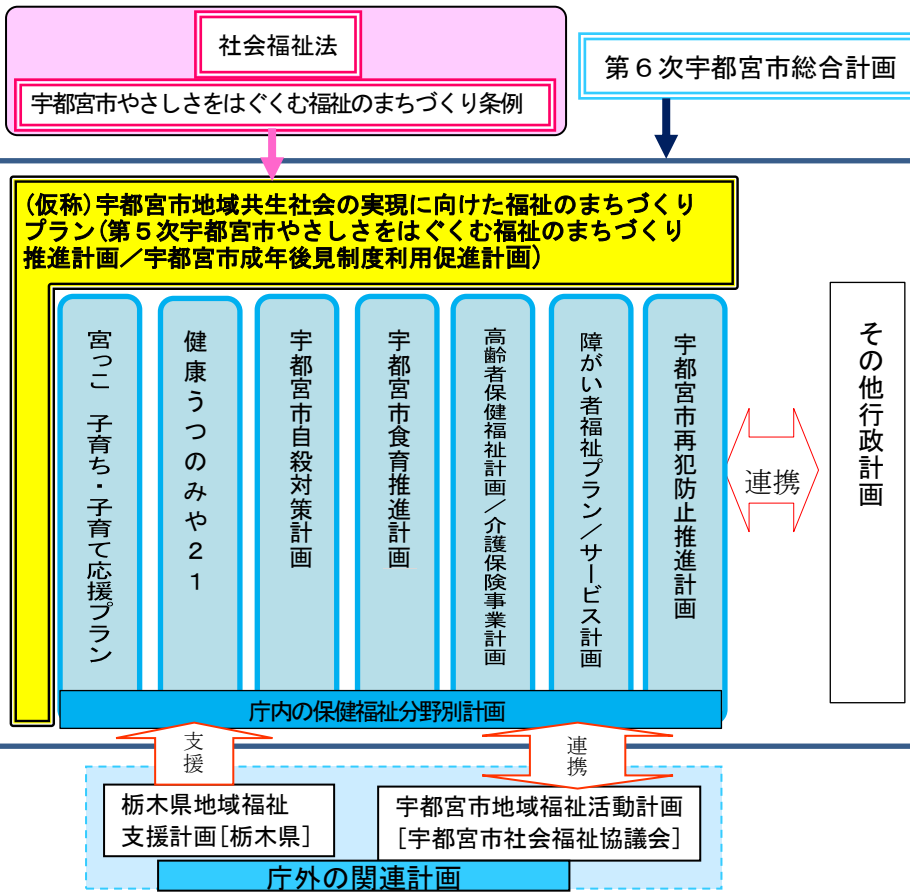 社会福祉法
宇都宮市やさしさをはぐくむ福祉のまちづくり条例
第６次宇都宮市総合計画
(仮称)宇都宮市地域共生社会の実現に向けた福祉のまちづくり
プラン(第５次宇都宮市やさしさをはぐくむ福祉のまちづくり
推進計画／宇都宮市成年後見制度利用促進計画)
宮っこ　子育ち・子育て応援プラン
健康うつのみや２１
宇都宮市自殺対策計画
宇都宮市食育推進計画
高齢者保健福祉計画／介護保険事業計画
障がい者福祉プラン／サービス計画
宇都宮市再犯防止推進計画
連携
その他行政計画
庁内の保健福祉分野別計画
支援
連携
栃木県地域福祉
支援計画[栃木県]
宇都宮市地域福祉活動計画
[宇都宮市社会福祉協議会]
庁外の関連計画